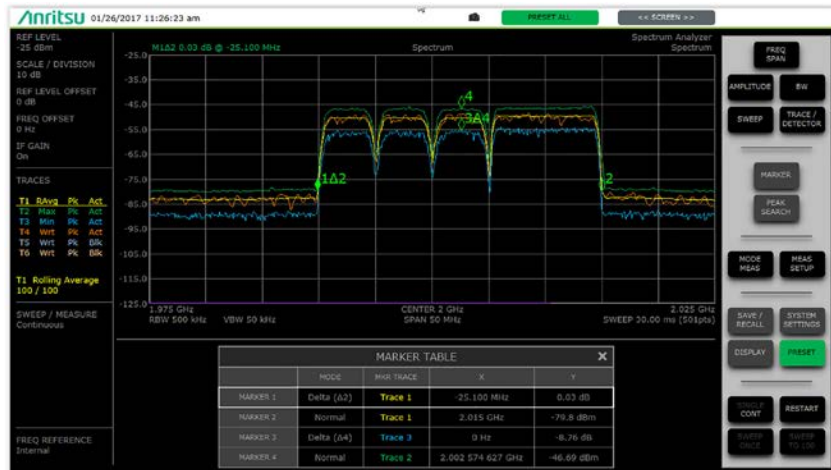 Anritsu 01/26/2017 11:26:23 am
PRESET ALL
<< SCREEN >>
REF LEVEL
-25 dBm
SCALE / DIVISION
10 dB
REF LEVEL OFFSET
0 dB
FREQ OFFSET
0 Hz
IF GAIN
On
TRACES
T1 RAvg Pk Act
T2 Max Pk Act
T3 Min Pk Act
T4 Wrt Pk Act
T5 Wrt Pk Blk
T6 Wrt Pk Blk
T1 Rolling Average
100 / 100
SWEEP / MEASURE
Continuous
FREQ REFERENCE
Internal
M1Δ2 0.03 dB @ -25.100 MHz
Spectrum
Spectrum Analyzer
Spectrum
-25.0
-35.0
-45.0
-55.0
-65.0
-75.0
-85.0
-95.0
-105.0
-115.0
-125.0
4
3Δ4
1Δ2
2
1.975 GHz
CENTER 2 GHz
2.025 GHz
RBW 500 kHz
VBW 50 kHz
SPAN 50 MHz
SWEEP 30.00 ms (501pts)
MARKER TABLE
MODE MKR TRACE X Y
MARKER 1 Delta (Δ2) Trace 1 -25.100 MHz 0.03 dB
MARKER 2 Normal Trace 1 2.015 GHz -79.8 dBm
MARKER 3 Delta (Δ4) Trace 3 0 Hz -8.76 dB
MARKER 4 Normal Trace 2 2.002 574 627 GHz -46.69 dBm
FREQ
SPAN
AMPLITUDE
BW
SWEEP
TRACE /
DETECTOR
MARKER
PEAK
SEARCH
MODE
MEAS
MEAS
SETUP
SAVE /
RECALL
SYSTEM
SETTINGS
DISPLAY
PRESET
SINGLE
CONT
RESTART
SWEEP
ONCE
SWEEP
TO 100